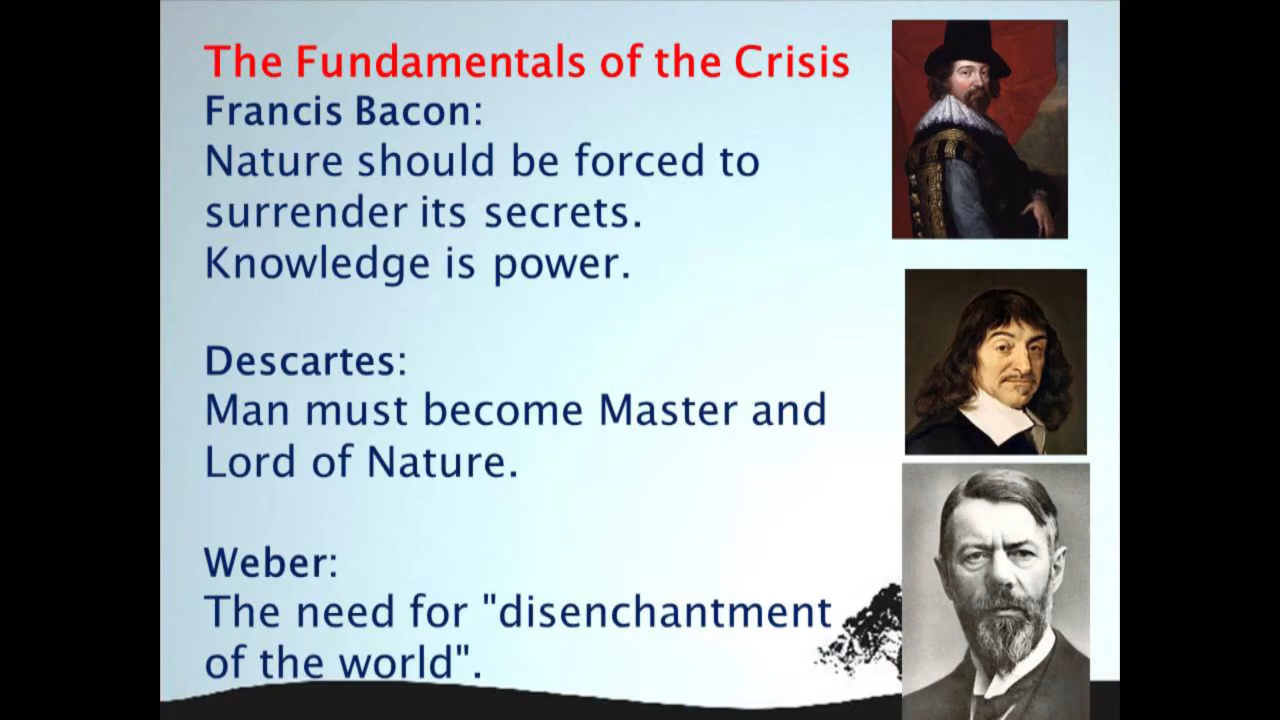 The Fundamentals of the Crisis
Francis Bacon:
Nature should be forced to
surrender its secrets.
Knowledge is power.
Descartes:
Man must become Master and
Lord of Nature.
Weber:
The need for "disenchantment
of the world".